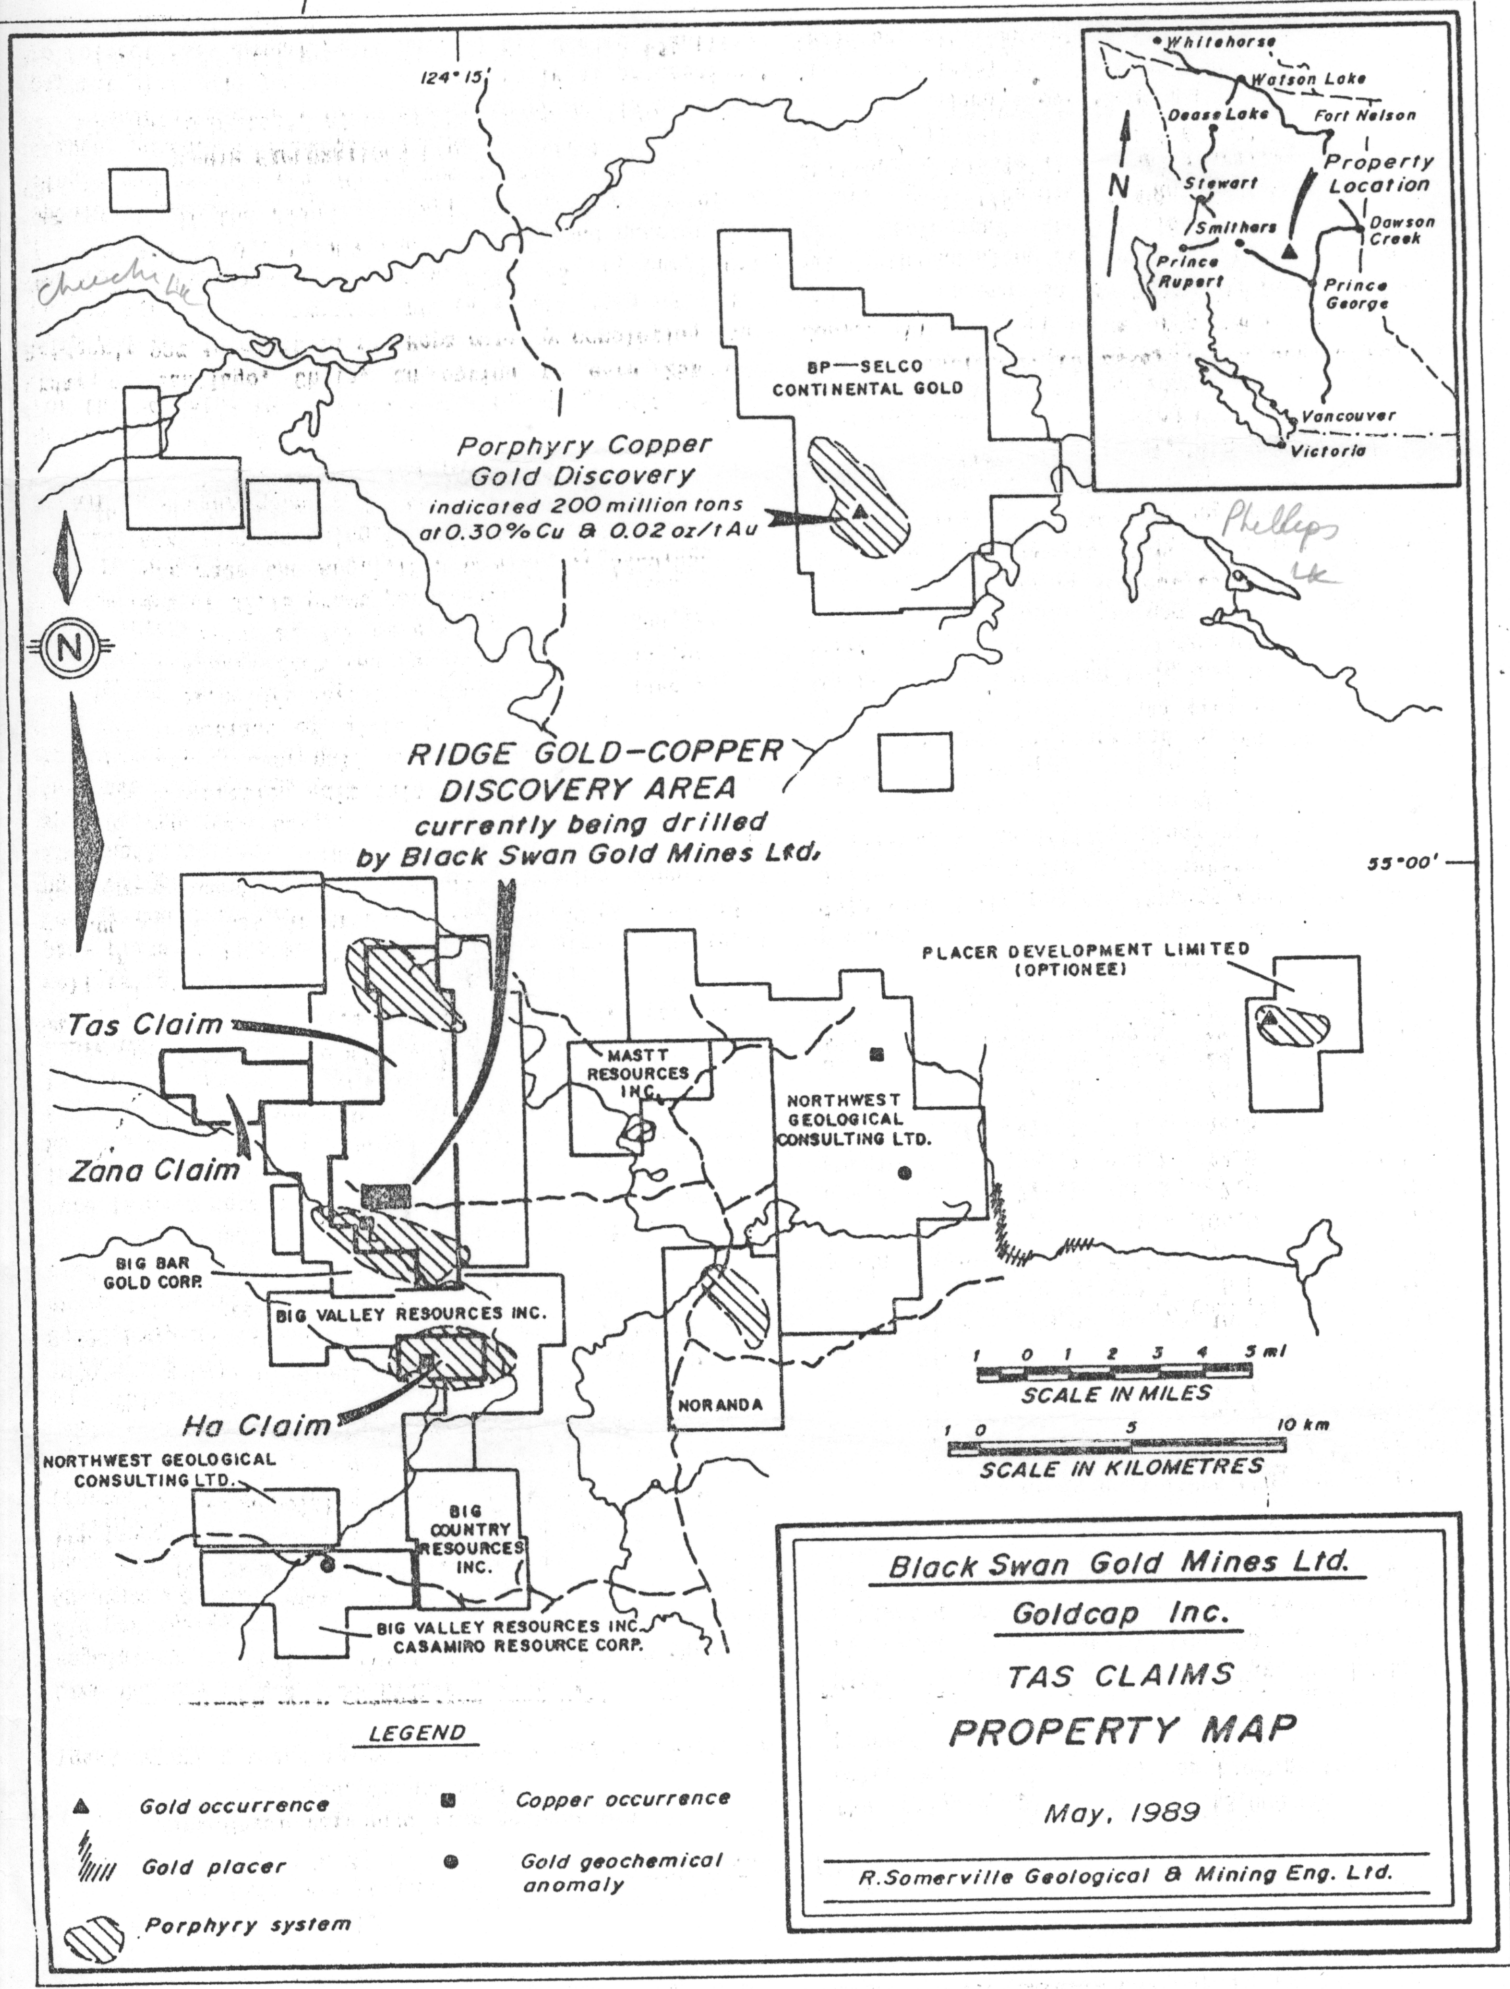 124°15'
Whitehorse
Watson Lake
Dease Lake
Fort Nelson
Property
Location
N
Stewart
Smithers
Dawson
Creek
Prince
Rupert
Prince
George
Vancouver
Victoria
Chuchi
Lk
BP—SELCO
CONTINENTAL GOLD
Porphyry Copper
Gold Discovery
indicated 200 million tons
at 0.30% Cu & 0.02 oz/t Au
Phillips
Lk
N
RIDGE GOLD-COPPER
DISCOVERY AREA
currently being drilled
by Black Swan Gold Mines Ltd.
55°00'
PLACER DEVELOPMENT LIMITED
(OPTIONEE)
Tas Claim
MASTT
RESOURCES
INC.
NORTHWEST
GEOLOGICAL
CONSULTING LTD.
Zana Claim
BIG BAR
GOLD CORP.
BIG VALLEY RESOURCES INC.
NORANDA
1 0 1 2 3 4 5 mi
SCALE IN MILES
Ha Claim
1 0 5 10 km
SCALE IN KILOMETRES
NORTHWEST GEOLOGICAL
CONSULTING LTD.
BIG
COUNTRY
RESOURCES
INC.
BIG VALLEY RESOURCES INC.
CASAMIRO RESOURCE CORP.
Black Swan Gold Mines Ltd.
Goldcap Inc.
TAS CLAIMS
PROPERTY MAP
May, 1989
R.Somerville Geological & Mining Eng. Ltd.
LEGEND
Gold occurrence
Copper occurrence
Gold placer
Gold geochemical
anomaly
Porphyry system